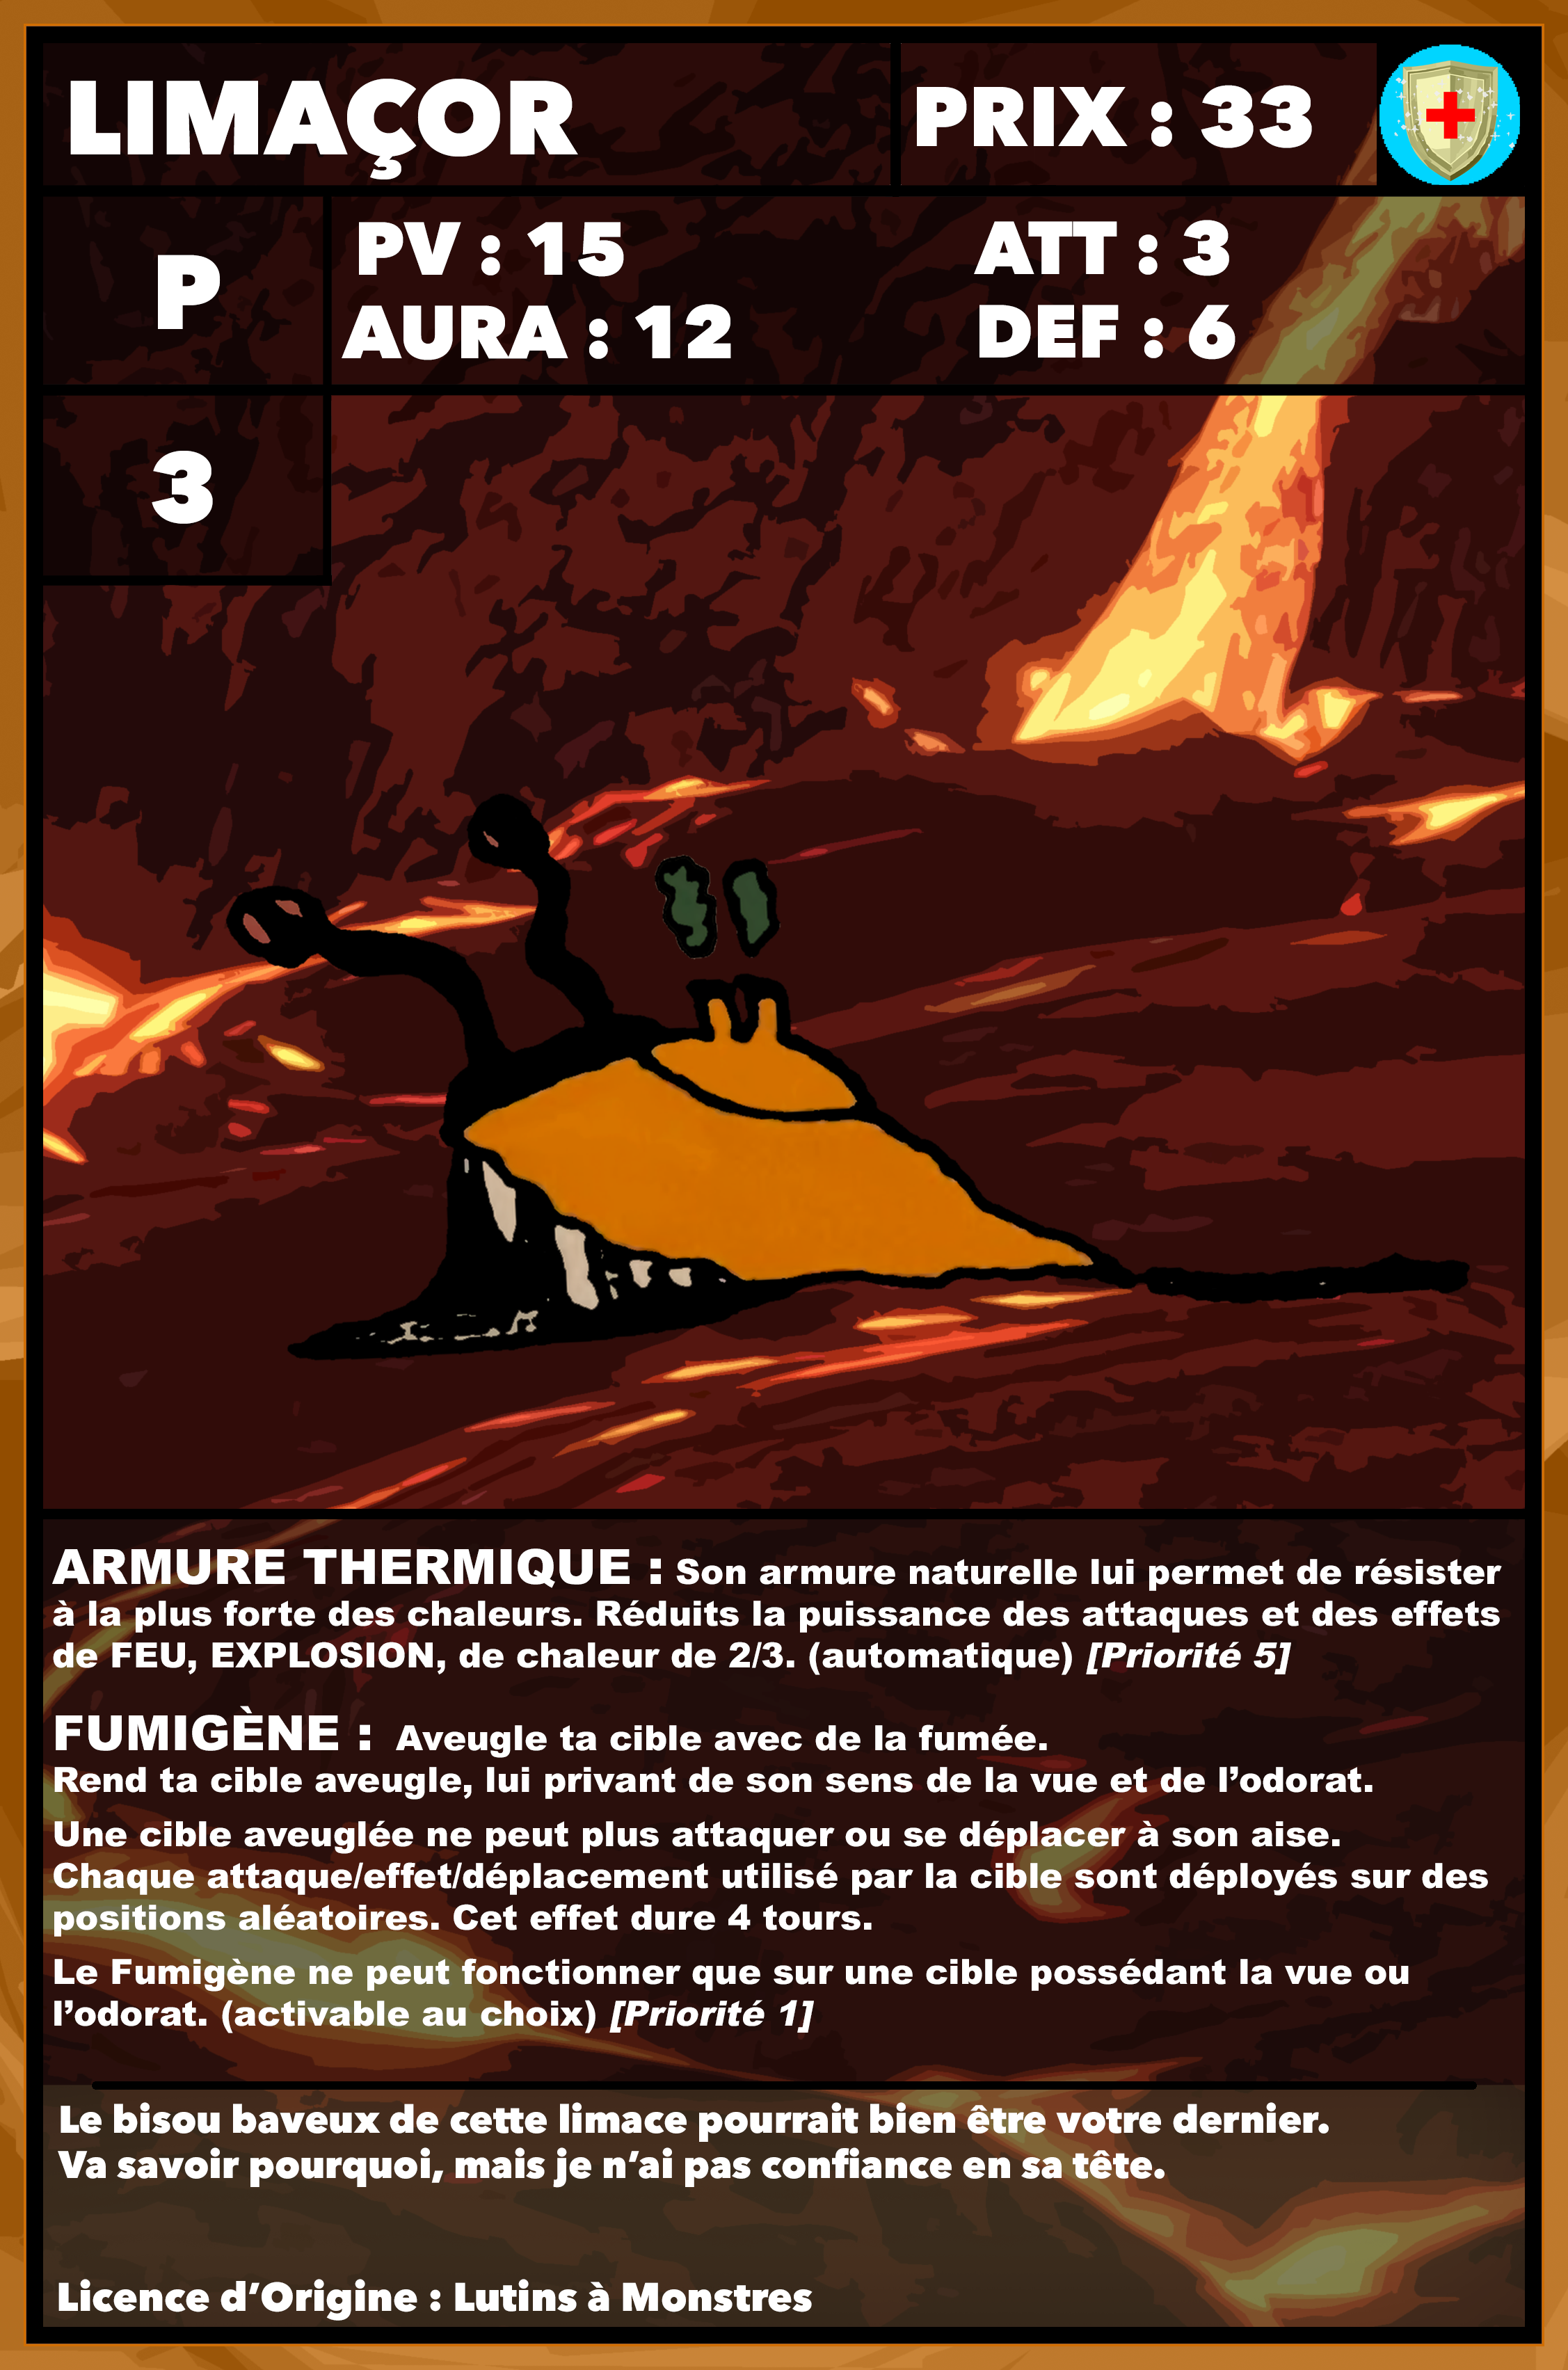 LIMAÇOR
PRIX : 33
P
PV : 15
ATT : 3
AURA : 12
DEF : 6
3
ARMURE THERMIQUE : Son armure naturelle lui permet de résister
à la plus forte des chaleurs. Réduits la puissance des attaques et des effets
de FEU, EXPLOSION, de chaleur de 2/3. (automatique) [Priorité 5]
FUMIGÈNE : Aveugle ta cible avec de la fumée.
Rend ta cible aveugle, lui privant de son sens de la vue et de l’odorat.
Une cible aveuglée ne peut plus attaquer ou se déplacer à son aise.
Chaque attaque/effet/déplacement utilisé par la cible sont déployés sur des
positions aléatoires. Cet effet dure 4 tours.
Le Fumigène ne peut fonctionner que sur une cible possédant la vue ou
l’odorat. (activable au choix) [Priorité 1]
Le bisou baveux de cette limace pourrait bien être votre dernier.
Va savoir pourquoi, mais je n’ai pas confiance en sa tête.
Licence d’Origine : Lutins à Monstres